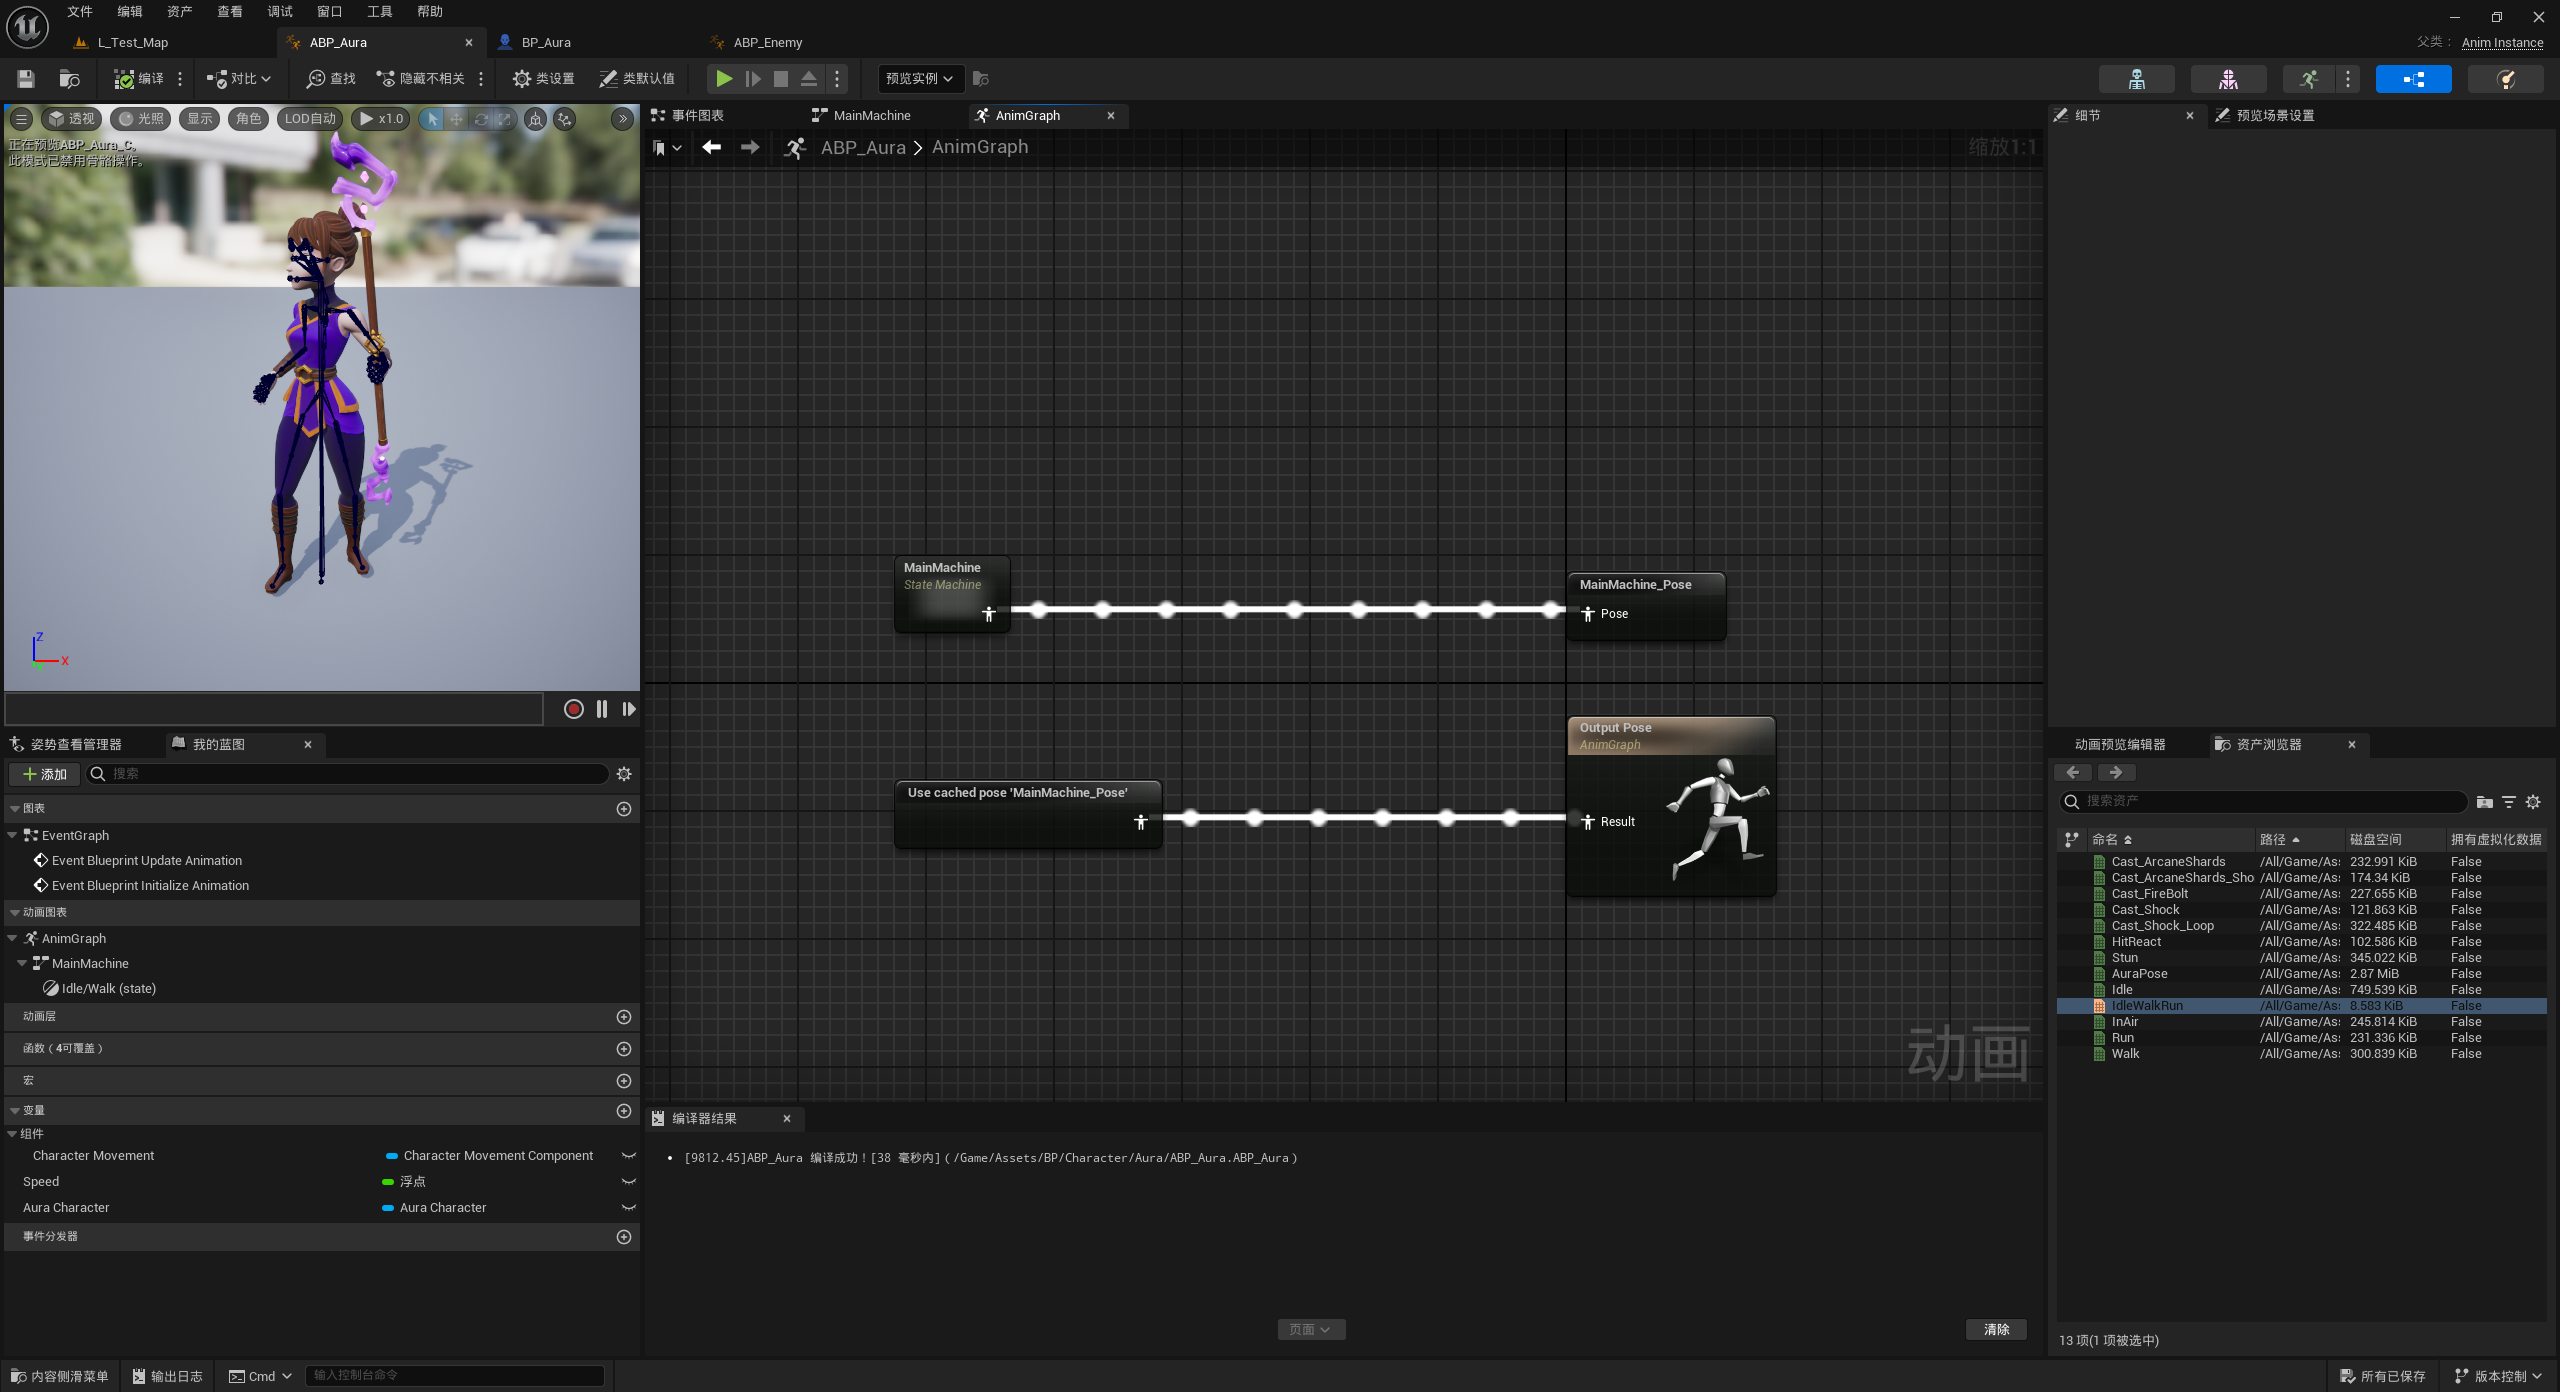 文件 编辑 资产 查看 调试 窗口 工具 帮助
L_Test_Map ABP_Aura BP_Aura ABP_Enemy
父类： Anim Instance
编译 对比 查找 隐藏不相关 类设置 类默认值 预览实例
透视 光照 显示 角色 LOD自动 x1.0
正在预览ABP_Aura_C。
此模式已禁用骨骼操作。
Z
X
姿势查看管理器 我的蓝图
添加 搜索
图表
EventGraph
Event Blueprint Update Animation
Event Blueprint Initialize Animation
动画图表
AnimGraph
MainMachine
Idle/Walk (state)
动画层
函数（4可覆盖）
宏
变量
组件
Character Movement Character Movement Component
Speed 浮点
Aura Character Aura Character
事件分发器
事件图表 MainMachine AnimGraph
ABP_Aura > AnimGraph
缩放1:1
MainMachine
State Machine
MainMachine_Pose
Pose
Output Pose
AnimGraph
Result
Use cached pose 'MainMachine_Pose'
动画
编译器结果
[9812.45]ABP_Aura 编译成功！[38 毫秒内]（/Game/Assets/BP/Character/Aura/ABP_Aura.ABP_Aura）
页面
清除
细节 预览场景设置
动画预览编辑器 资产浏览器
搜索资产
命名 路径 磁盘空间 拥有虚拟化数据
Cast_ArcaneShards /All/Game/As 232.991 KiB False
Cast_ArcaneShards_Sho /All/Game/As 174.34 KiB False
Cast_FireBolt /All/Game/As 227.655 KiB False
Cast_Shock /All/Game/As 121.863 KiB False
Cast_Shock_Loop /All/Game/As 322.485 KiB False
HitReact /All/Game/As 102.586 KiB False
Stun /All/Game/As 345.022 KiB False
AuraPose /All/Game/As 2.87 MiB False
Idle /All/Game/As 749.539 KiB False
IdleWalkRun /All/Game/As 8.583 KiB False
InAir /All/Game/As 245.814 KiB False
Run /All/Game/As 231.336 KiB False
Walk /All/Game/As 300.839 KiB False
13 项(1 项被选中)
内容侧滑菜单 输出日志 Cmd 输入控制台命令
所有已保存 版本控制